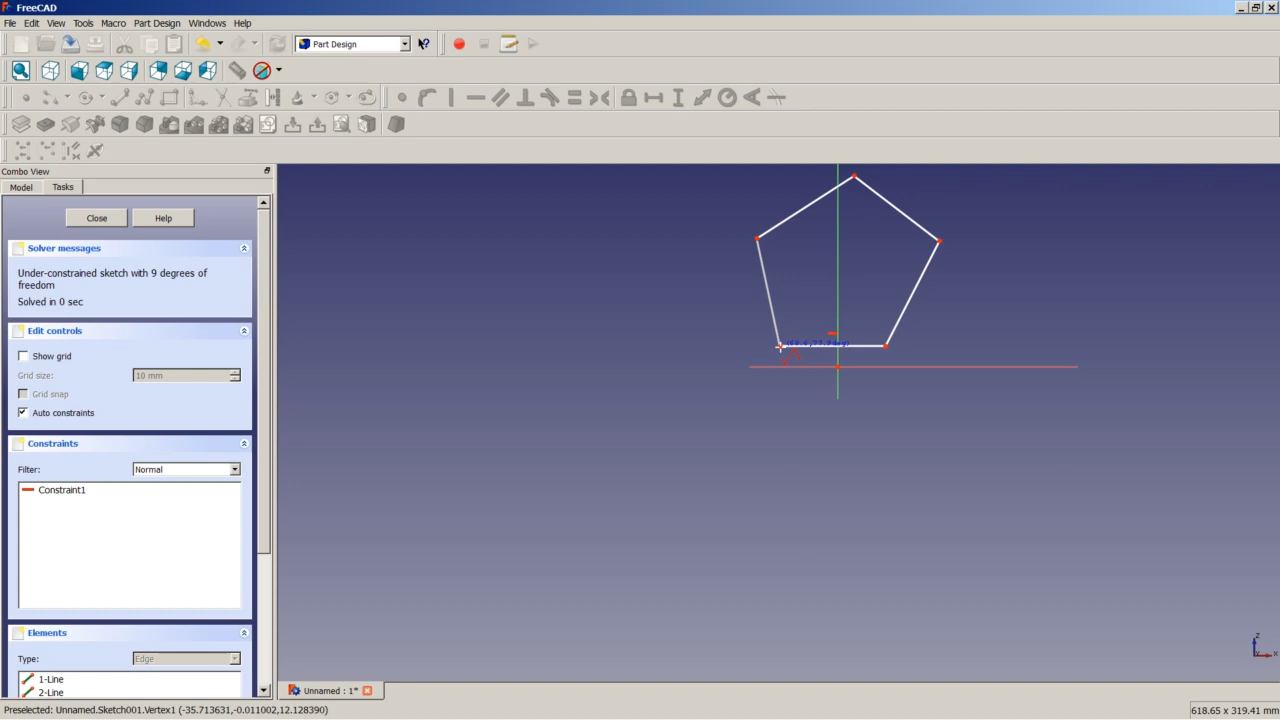 FreeCAD
File Edit View Tools Macro Part Design Windows Help
Part Design
Combo View
Model Tasks
Close Help
Solver messages
Under-constrained sketch with 9 degrees of
freedom
Solved in 0 sec
Edit controls
Show grid
Grid size: 10 mm
Grid snap
Auto constraints
Constraints
Filter: Normal
Constraint1
Elements
Type: Edge
1-Line
2-Line
z
x
Unnamed : 1*
Preselected: Unnamed.Sketch001.Vertex1 (-35.713631,-0.011002,12.128390)
618.65 x 319.41 mm